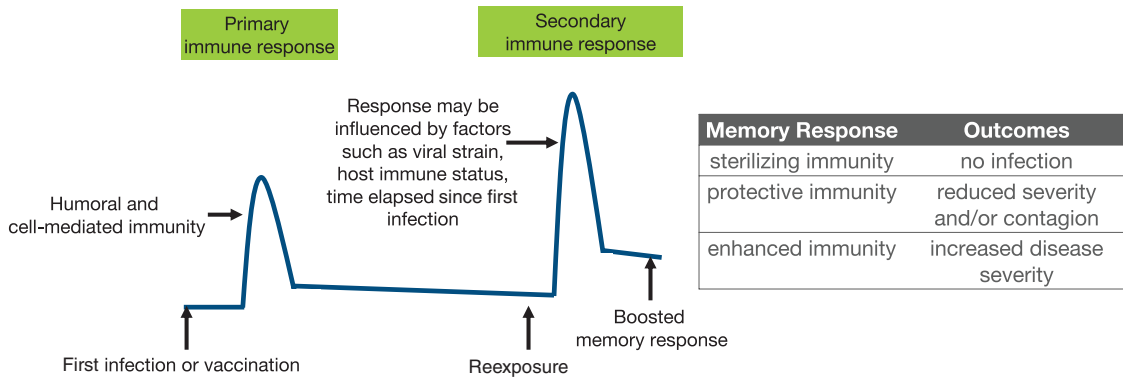 Primary
immune response
Secondary
immune response
Response may be
influenced by factors
such as viral strain,
host immune status,
time elapsed since first
infection
Humoral and
cell-mediated immunity
First infection or vaccination
Reexposure
Boosted
memory response
Memory Response Outcomes
sterilizing immunity no infection
protective immunity reduced severity
and/or contagion
enhanced immunity increased disease
severity